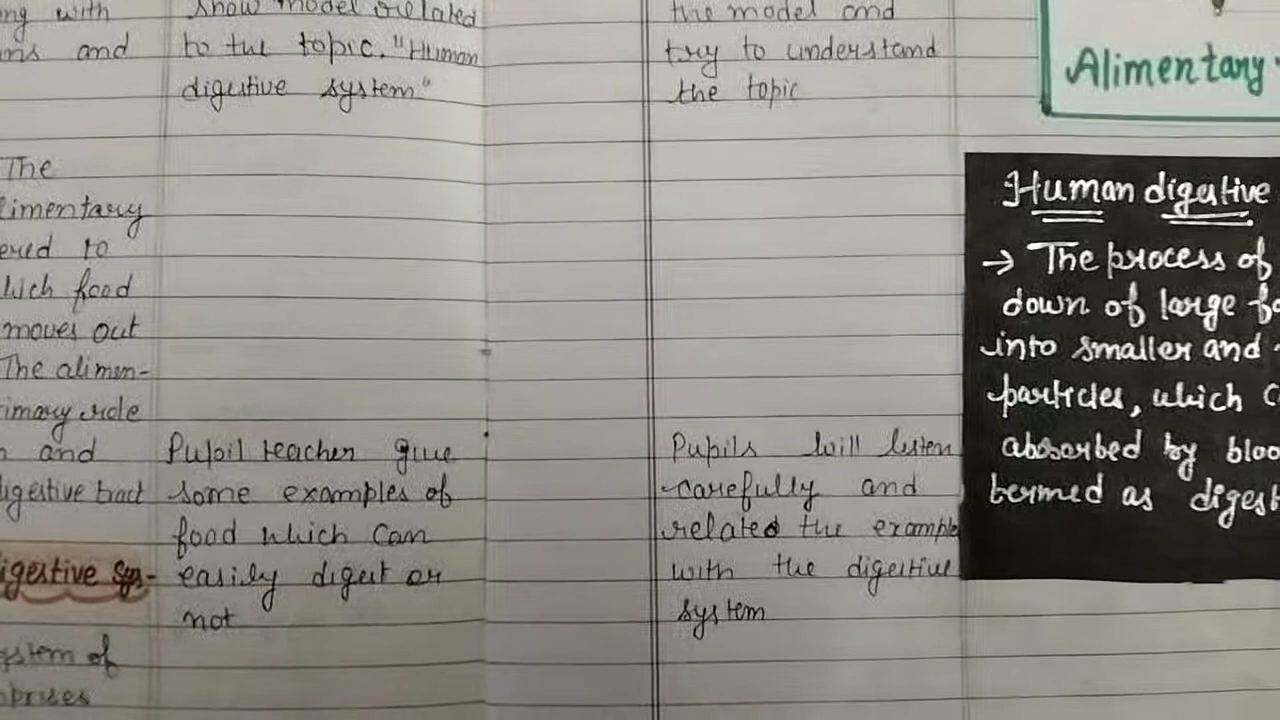 ng with
ns and
The
limentary
ered to
hich food
moves out
The alimen-
imary role
and
digestive tract
igestive sys-
ystem of
prises
show model related
to the topic. "Human
digestive system"
Pupil teacher give
some examples of
food which can
easily digest or
not
the model and
try to understand
the topic
Pupils will listen
carefully and
related the example
with the digestive
system
Alimentary
Human digestive
→ The process of
down of large fo
into smaller and
particles, which c
abosorbed by bloo
termed as digest